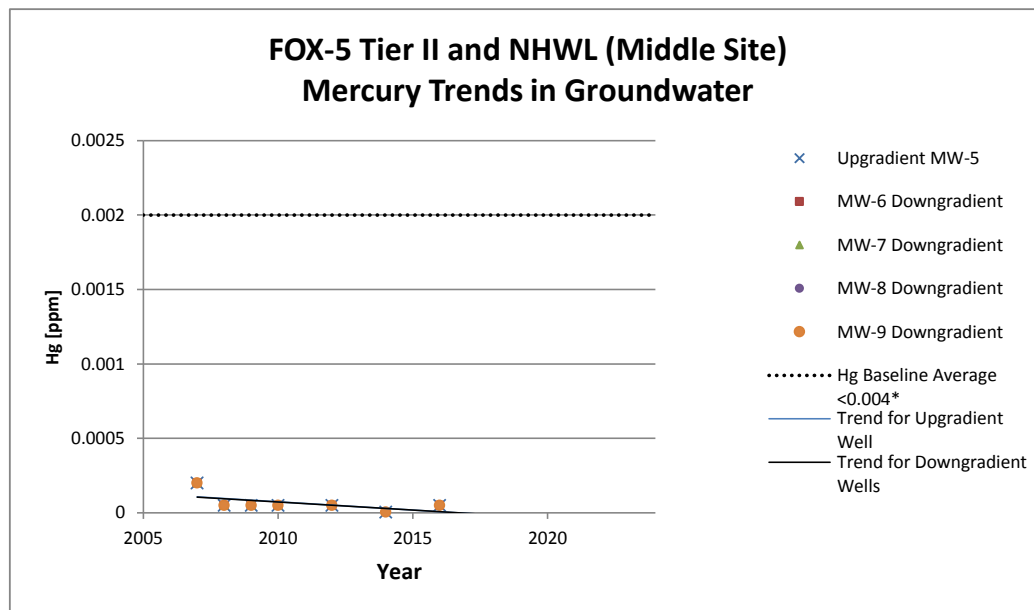 FOX-5 Tier II and NHWL (Middle Site)
Mercury Trends in Groundwater
0.0025
0.002
0.0015
0.001
0.0005
0
Hg [ppm]
2005
2010
2015
2020
Year
Upgradient MW-5
MW-6 Downgradient
MW-7 Downgradient
MW-8 Downgradient
MW-9 Downgradient
Hg Baseline Average
<0.004*
Trend for Upgradient
Well
Trend for Downgradient
Wells